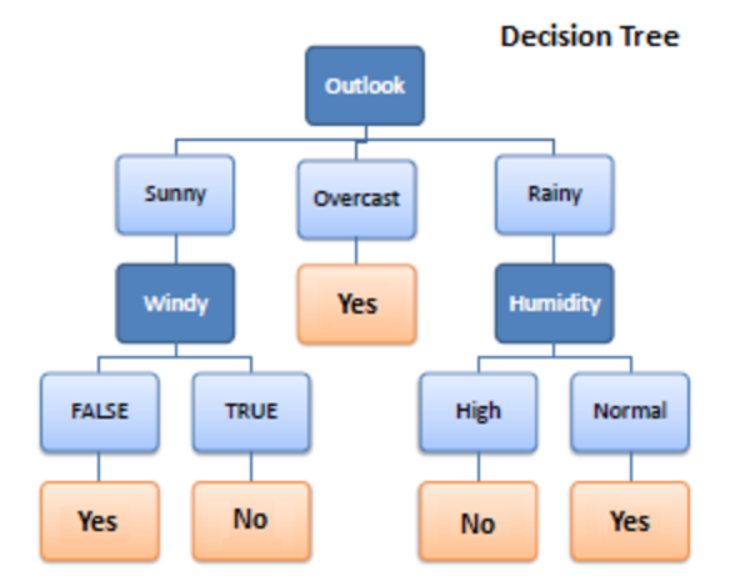 Decision Tree
Outlook
Sunny
Overcast
Rainy
Windy
Yes
Humidity
FALSE
TRUE
High
Normal
Yes
No
No
Yes